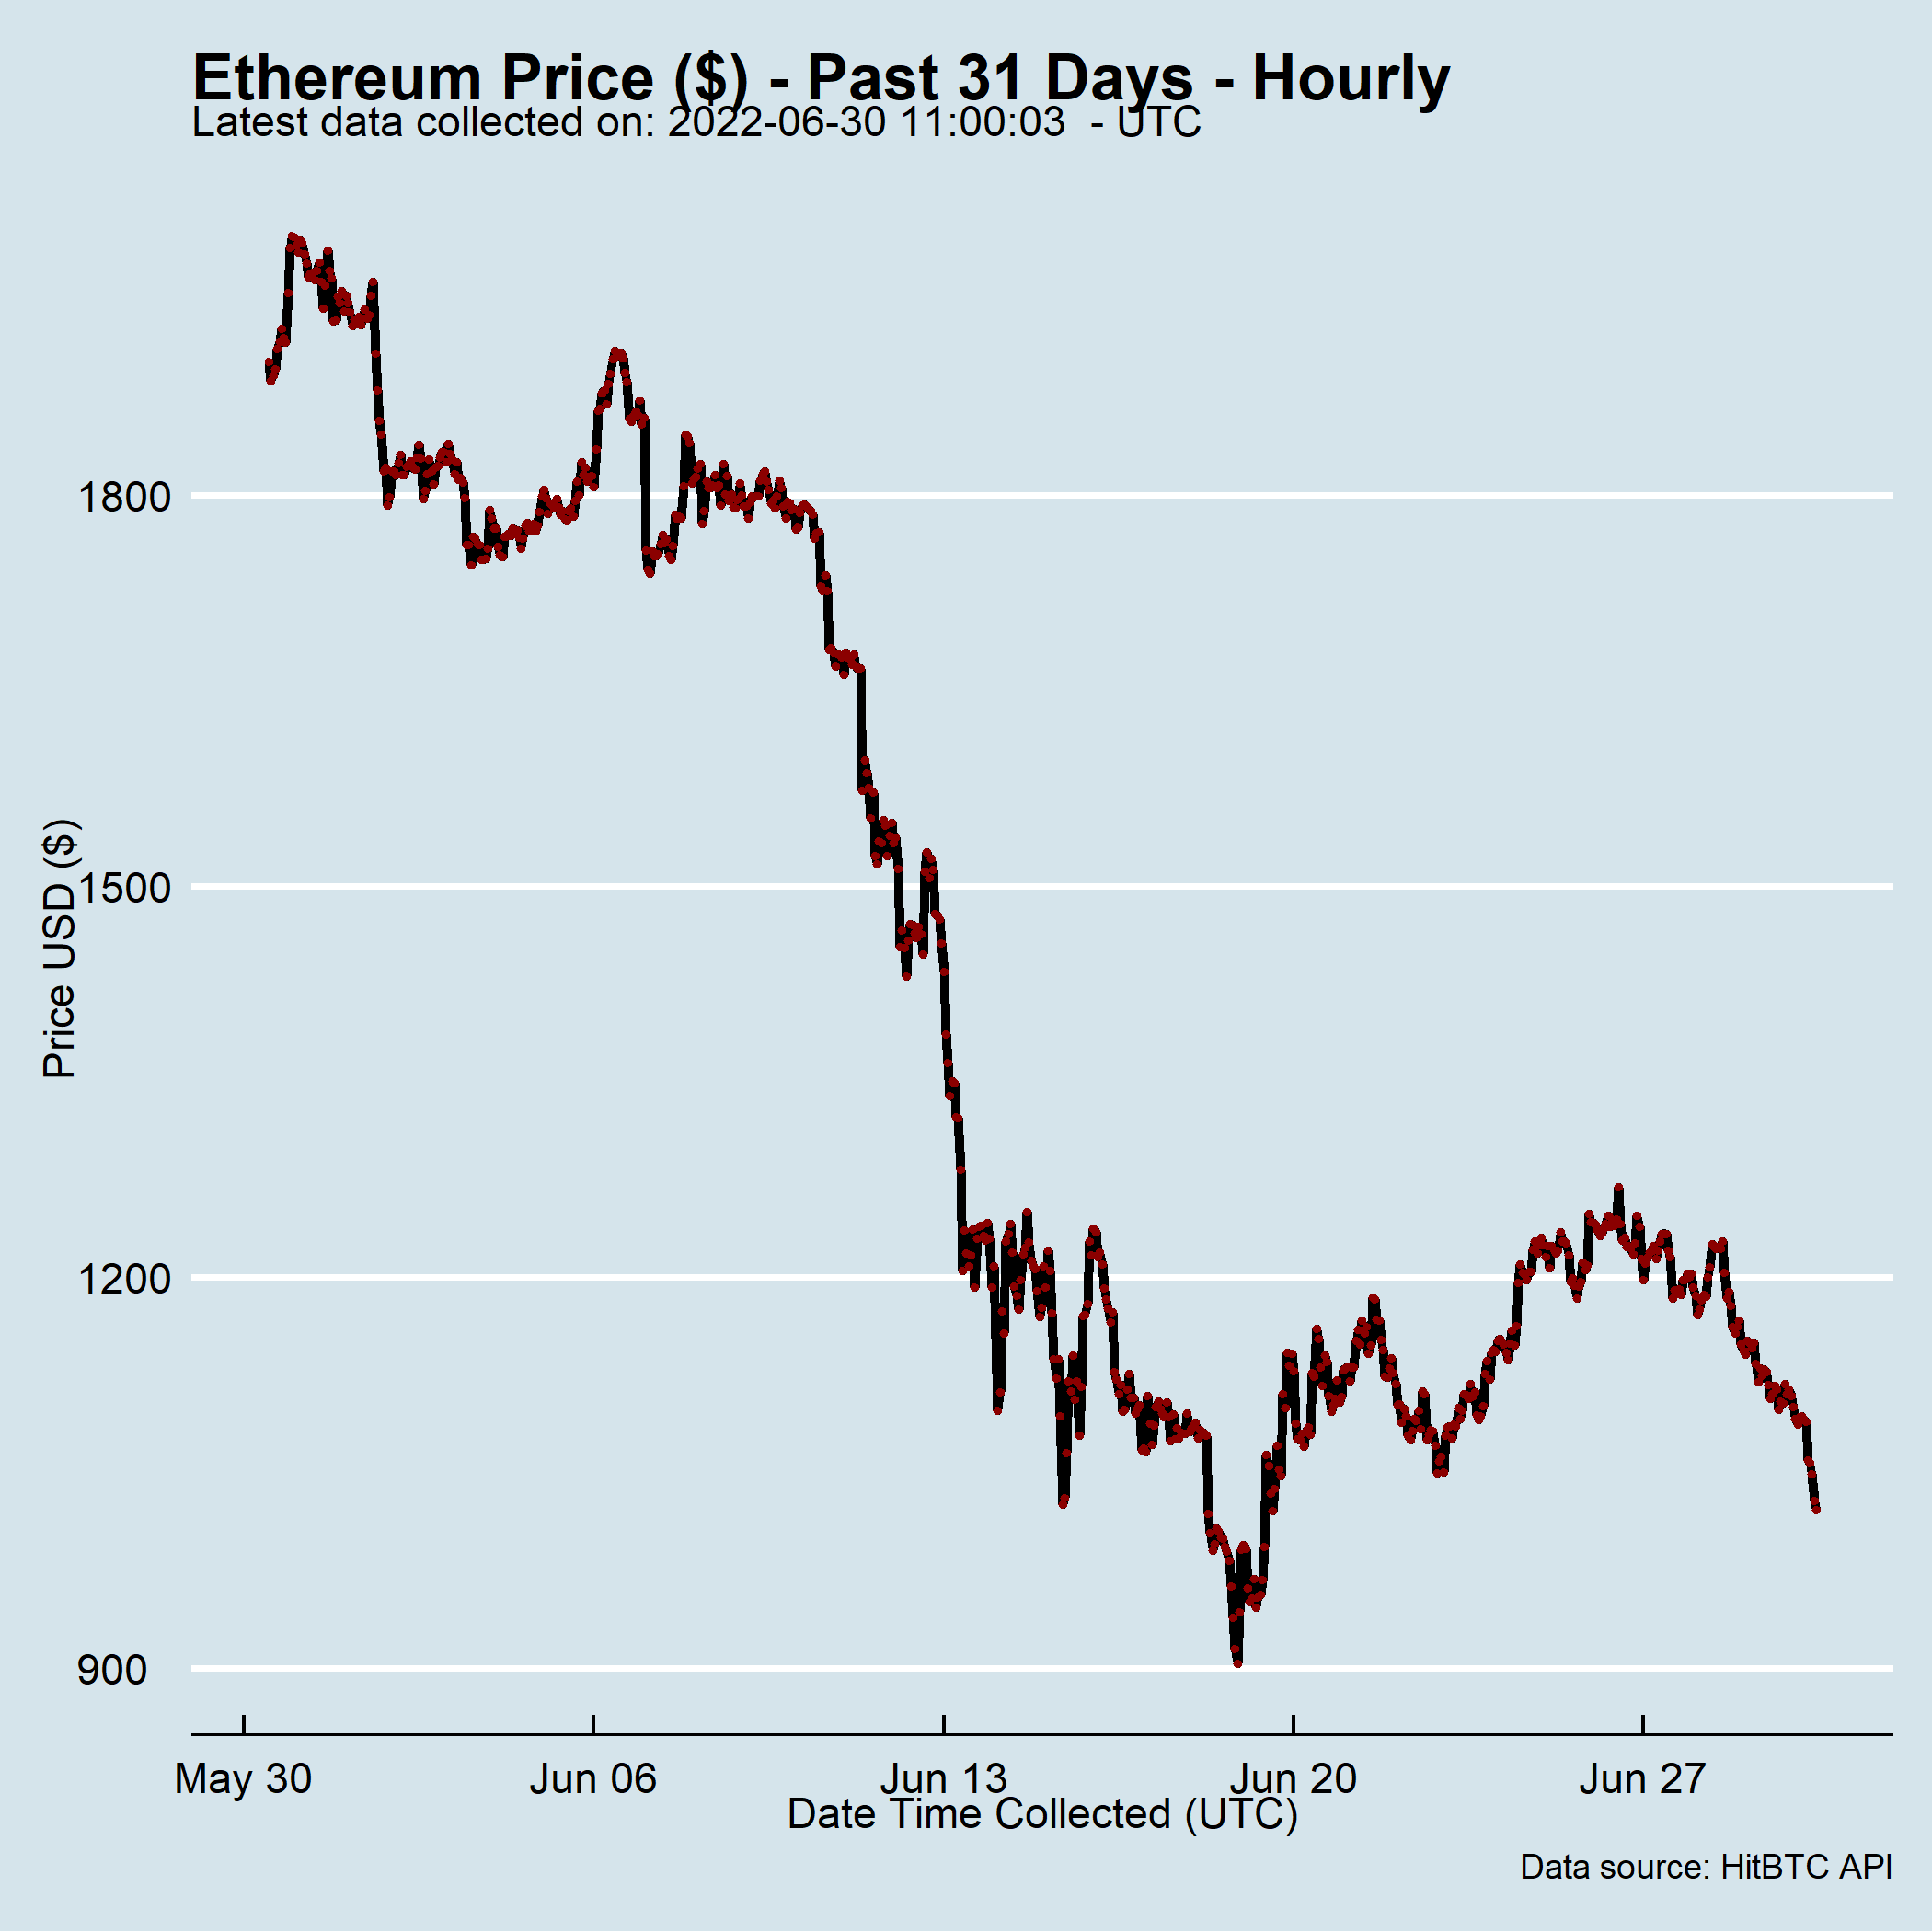 Ethereum Price ($) - Past 31 Days - Hourly
Latest data collected on: 2022-06-30 11:00:03  - UTC
Price USD ($)
1800
1500
1200
900
May 30
Jun 06
Jun 13
Jun 20
Jun 27
Date Time Collected (UTC)
Data source: HitBTC API